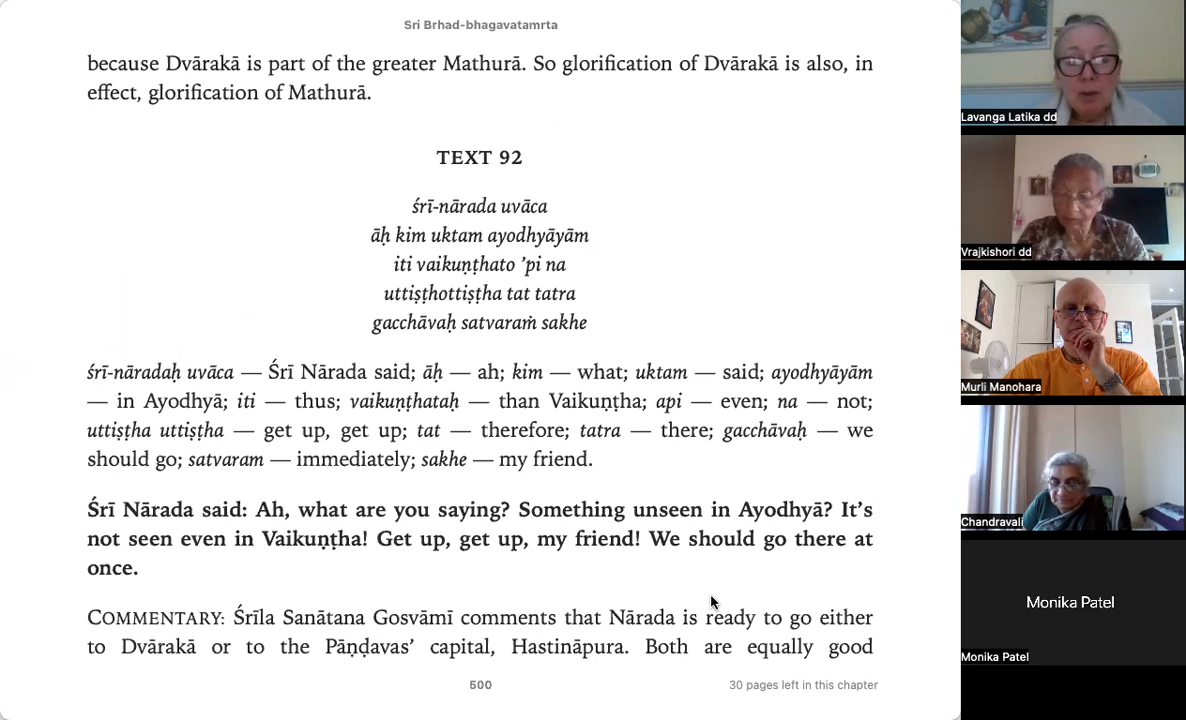 Sri Brhad-bhagavatamrta
because Dvārakā is part of the greater Mathurā. So glorification of Dvārakā is also, in
effect, glorification of Mathurā.
TEXT 92
śrī-nārada uvāca
āḥ kim uktam ayodhyāyām
iti vaikuṇṭhato ’pi na
uttiṣṭhottiṣṭha tat tatra
gacchāvaḥ satvaraṁ sakhe
śrī-nāradaḥ uvāca — Śrī Nārada said; āḥ — ah; kim — what; uktam — said; ayodhyāyām
— in Ayodhyā; iti — thus; vaikuṇṭhataḥ — than Vaikuṇṭha; api — even; na — not;
uttiṣṭha uttiṣṭha — get up, get up; tat — therefore; tatra — there; gacchāvaḥ — we
should go; satvaram — immediately; sakhe — my friend.
Śrī Nārada said: Ah, what are you saying? Something unseen in Ayodhyā? It’s
not seen even in Vaikuṇṭha! Get up, get up, my friend! We should go there at
once.
COMMENTARY: Śrīla Sanātana Gosvāmī comments that Nārada is ready to go either
to Dvārakā or to the Pāṇḍavas’ capital, Hastināpura. Both are equally good
500
30 pages left in this chapter
Lavanga Latika dd
Vrajkishori dd
Murli Manohara
Chandravali
Monika Patel
Monika Patel